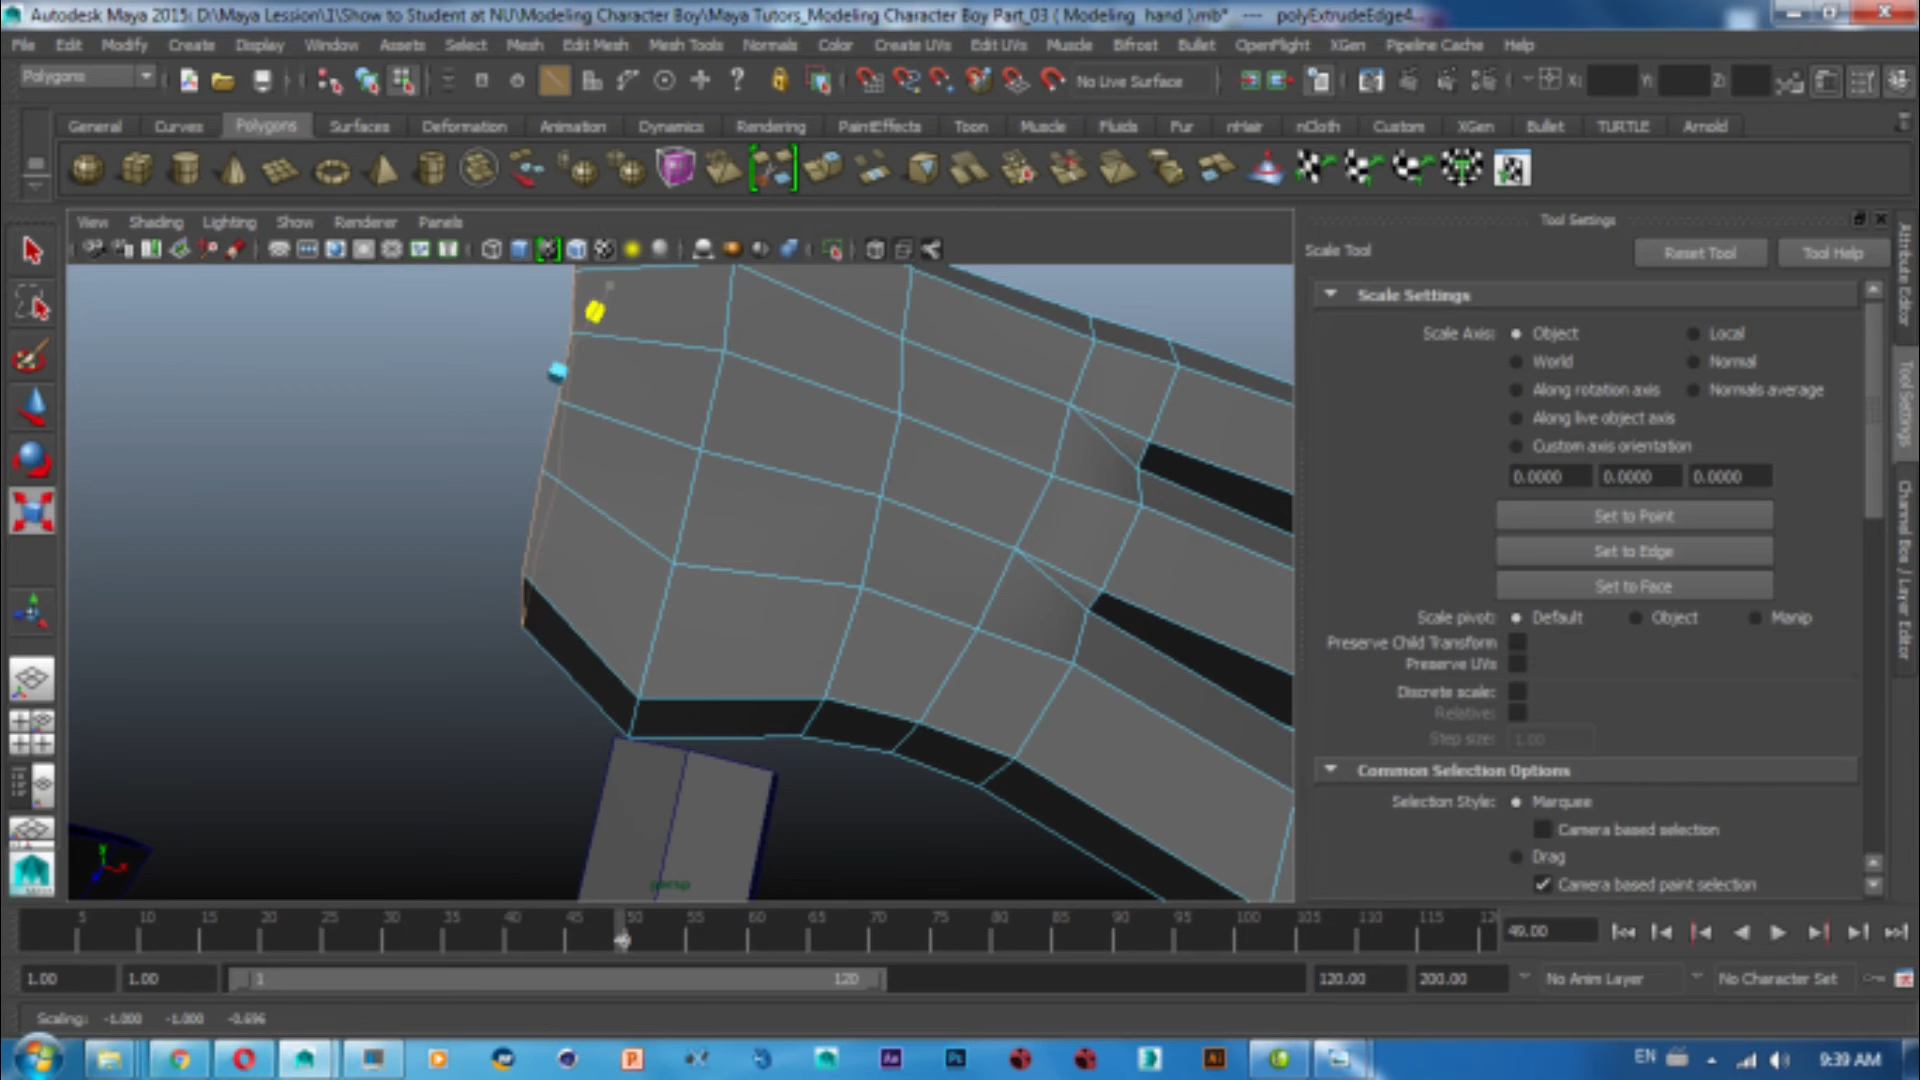 Autodesk Maya 2015: D:\Maya Lession\1\Show to Student at NU\Modeling Character Boy\Maya Tutors_Modeling Character Boy Part_03 ( Modeling hand ).mb* --- polyExtrudeEdge4...
File Edit Modify Create Display Window Assets Select Mesh Edit Mesh Mesh Tools Normals Color Create UVs Edit UVs Muscle Bifrost Bullet OpenFlight XGen Pipeline Cache Help
Polygons No Live Surface X: Y: Z:
General Curves Polygons Surfaces Deformation Animation Dynamics Rendering PaintEffects Toon Muscle Fluids Fur nHair nCloth Custom XGen Bullet TURTLE Arnold
View Shading Lighting Show Renderer Panels
Tool Settings
Scale Tool Reset Tool Tool Help
Scale Settings
Scale Axis: Object Local
World Normal
Along rotation axis Normals average
Along live object axis
Custom axis orientation
0.0000 0.0000 0.0000
Set to Point
Set to Edge
Set to Face
Scale pivot: Default Object Manip
Preserve Child Transform
Preserve UVs
Discrete scale:
Relative:
Step size: 1.00
Common Selection Options
Selection Style: Marquee
Camera based selection
Drag
Camera based paint selection
Attribute Editor
Tool Settings
Channel Box / Layer Editor
persp
5 10 15 20 25 30 35 40 45 50 55 60 65 70 75 80 85 90 95 100 105 110 115 12
49.00
1.00 1.00 1 120 120.00 200.00 No Anim Layer No Character Set
Scaling: -1.000 -1.000 -0.696
EN 9:39 AM